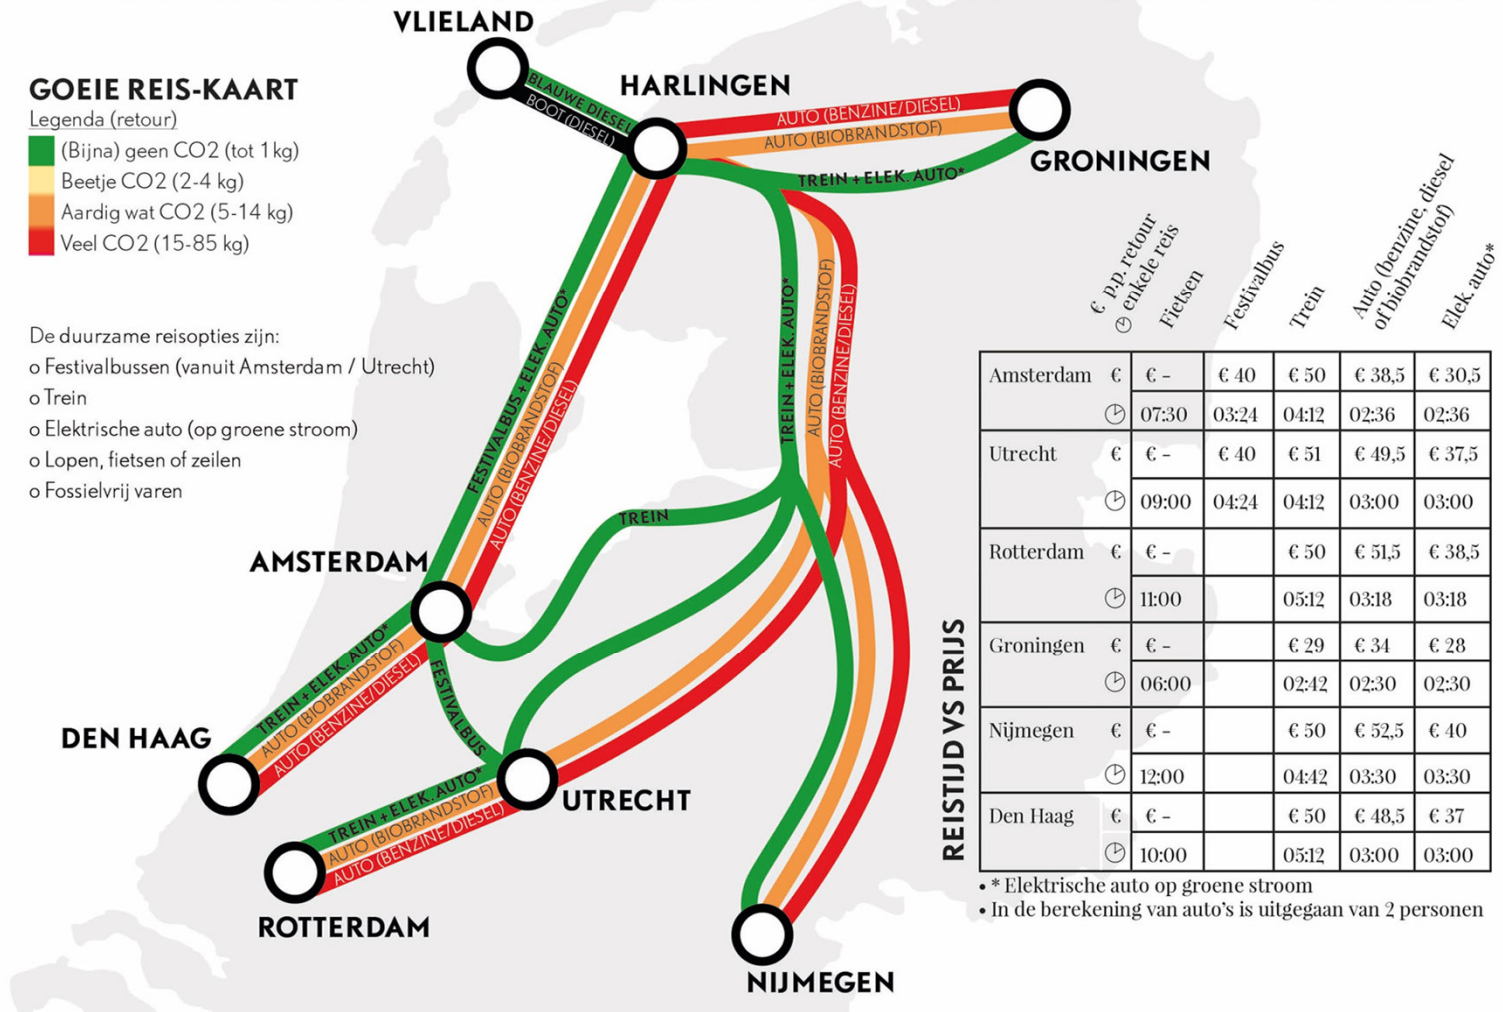 VLIELAND
HARLINGEN
GOEIE REIS-KAART
Legenda (retour)
(Bijna) geen CO2 (tot 1 kg)
Beetje CO2 (2-4 kg)
Aardig wat CO2 (5-14 kg)
Veel CO2 (15-85 kg)
BLAUWE DIESEL
BOOT (DIESEL)
AUTO (BENZINE/DIESEL)
AUTO (BIOBRANDSTOF)
TREIN + ELEK. AUTO*
GRONINGEN
De duurzame reisopties zijn:
o Festivalbussen (vanuit Amsterdam / Utrecht)
o Trein
o Elektrische auto (op groene stroom)
o Lopen, fietsen of zeilen
o Fossielvrij varen
FESTIVALBUS + ELEK. AUTO*
AUTO (BIOBRANDSTOF)
AUTO (BENZINE/DIESEL)
TREIN + ELEK. AUTO*
AUTO (BIOBRANDSTOF)
AUTO (BENZINE/DIESEL)
TREIN
AMSTERDAM
TREIN + ELEK. AUTO*
AUTO (BIOBRANDSTOF)
AUTO (BENZINE/DIESEL)
FESTIVALBUS
DEN HAAG
UTRECHT
TREIN + ELEK. AUTO*
AUTO (BIOBRANDSTOF)
AUTO (BENZINE/DIESEL)
ROTTERDAM
NIJMEGEN
REISTIJD VS PRIJS
€ p.p. retour
enkele reis
Fietsen
Festivalbus
Trein
Auto (benzine, diesel
of biobrandstof)
Elek. auto*
Amsterdam € € - € 40 € 50 € 38,5 € 30,5
07:30 03:24 04:12 02:36 02:36
Utrecht € € - € 40 € 51 € 49,5 € 37,5
09:00 04:24 04:12 03:00 03:00
Rotterdam € € - € 50 € 51,5 € 38,5
11:00 05:12 03:18 03:18
Groningen € € - € 29 € 34 € 28
06:00 02:42 02:30 02:30
Nijmegen € € - € 50 € 52,5 € 40
12:00 04:42 03:30 03:30
Den Haag € € - € 50 € 48,5 € 37
10:00 05:12 03:00 03:00
• * Elektrische auto op groene stroom
• In de berekening van auto's is uitgegaan van 2 personen